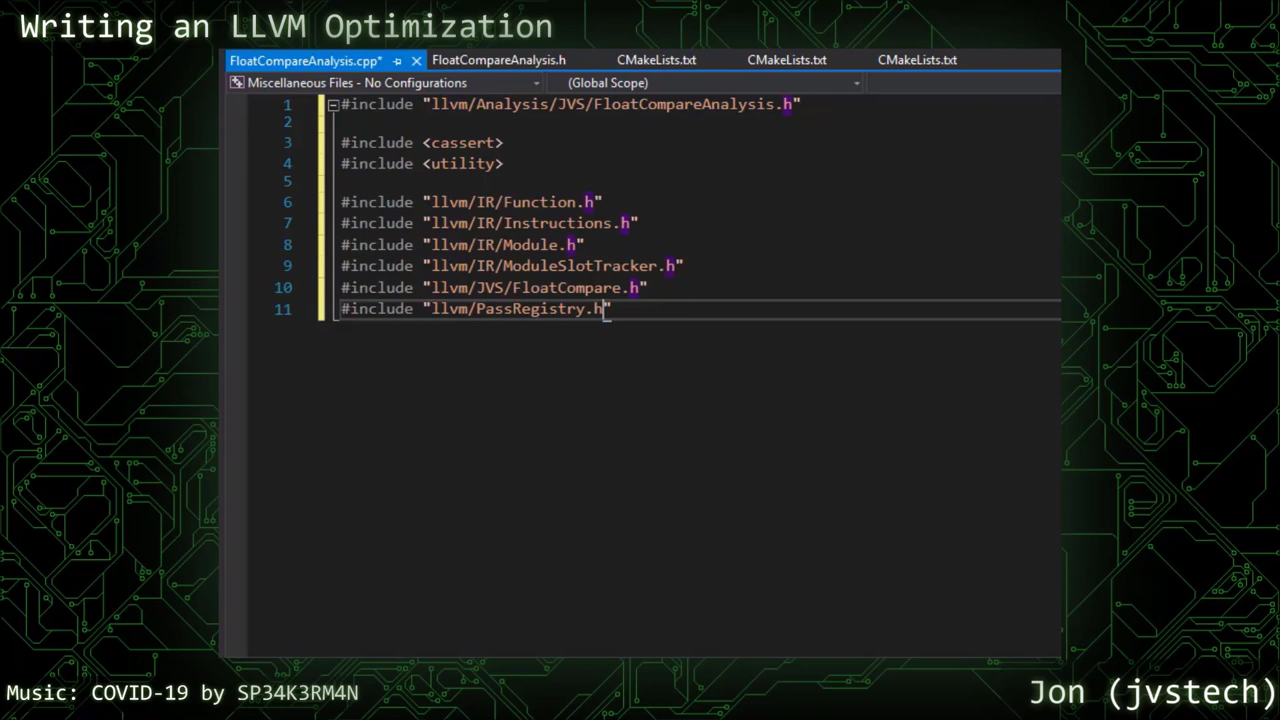 Writing an LLVM Optimization
FloatCompareAnalysis.cpp* FloatCompareAnalysis.h CMakeLists.txt CMakeLists.txt CMakeLists.txt
Miscellaneous Files - No Configurations (Global Scope)
1 #include "llvm/Analysis/JVS/FloatCompareAnalysis.h"
2
3 #include <cassert>
4 #include <utility>
5
6 #include "llvm/IR/Function.h"
7 #include "llvm/IR/Instructions.h"
8 #include "llvm/IR/Module.h"
9 #include "llvm/IR/ModuleSlotTracker.h"
10 #include "llvm/JVS/FloatCompare.h"
11 #include "llvm/PassRegistry.h"
Music: COVID-19 by SP34K3RM4N
Jon (jvstech)